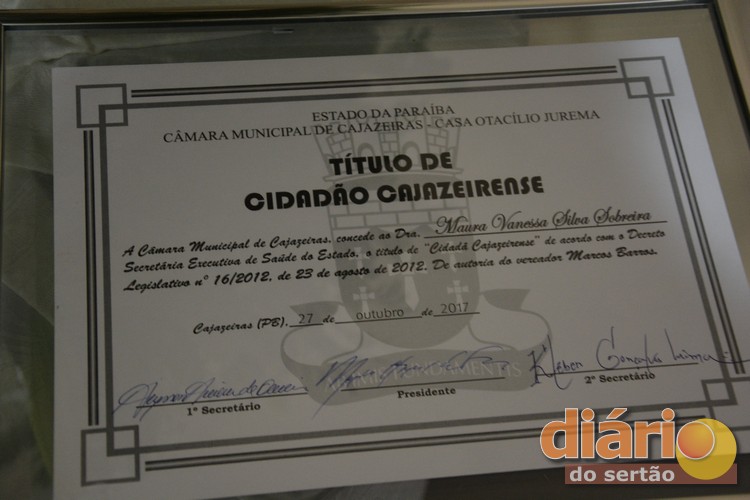 ESTADO DA PARAÍBA
CÂMARA MUNICIPAL DE CAJAZEIRAS - CASA OTACÍLIO JUREMA
TÍTULO DE
CIDADÃO CAJAZEIRENSE
A Câmara Municipal de Cajazeiras, concede ao Dra. Maura Vanessa Silva Sobreira
Secretária Executiva de Saúde do Estado, o título de "Cidadã Cajazeirense" de acordo com o Decreto
Legislativo nº 16/2012, de 23 de agosto de 2012. De autoria do vereador Marcos Barros.
Cajazeiras (PB), 27 de outubro de 2017
1º Secretário
Presidente
2º Secretário
diário
do sertão